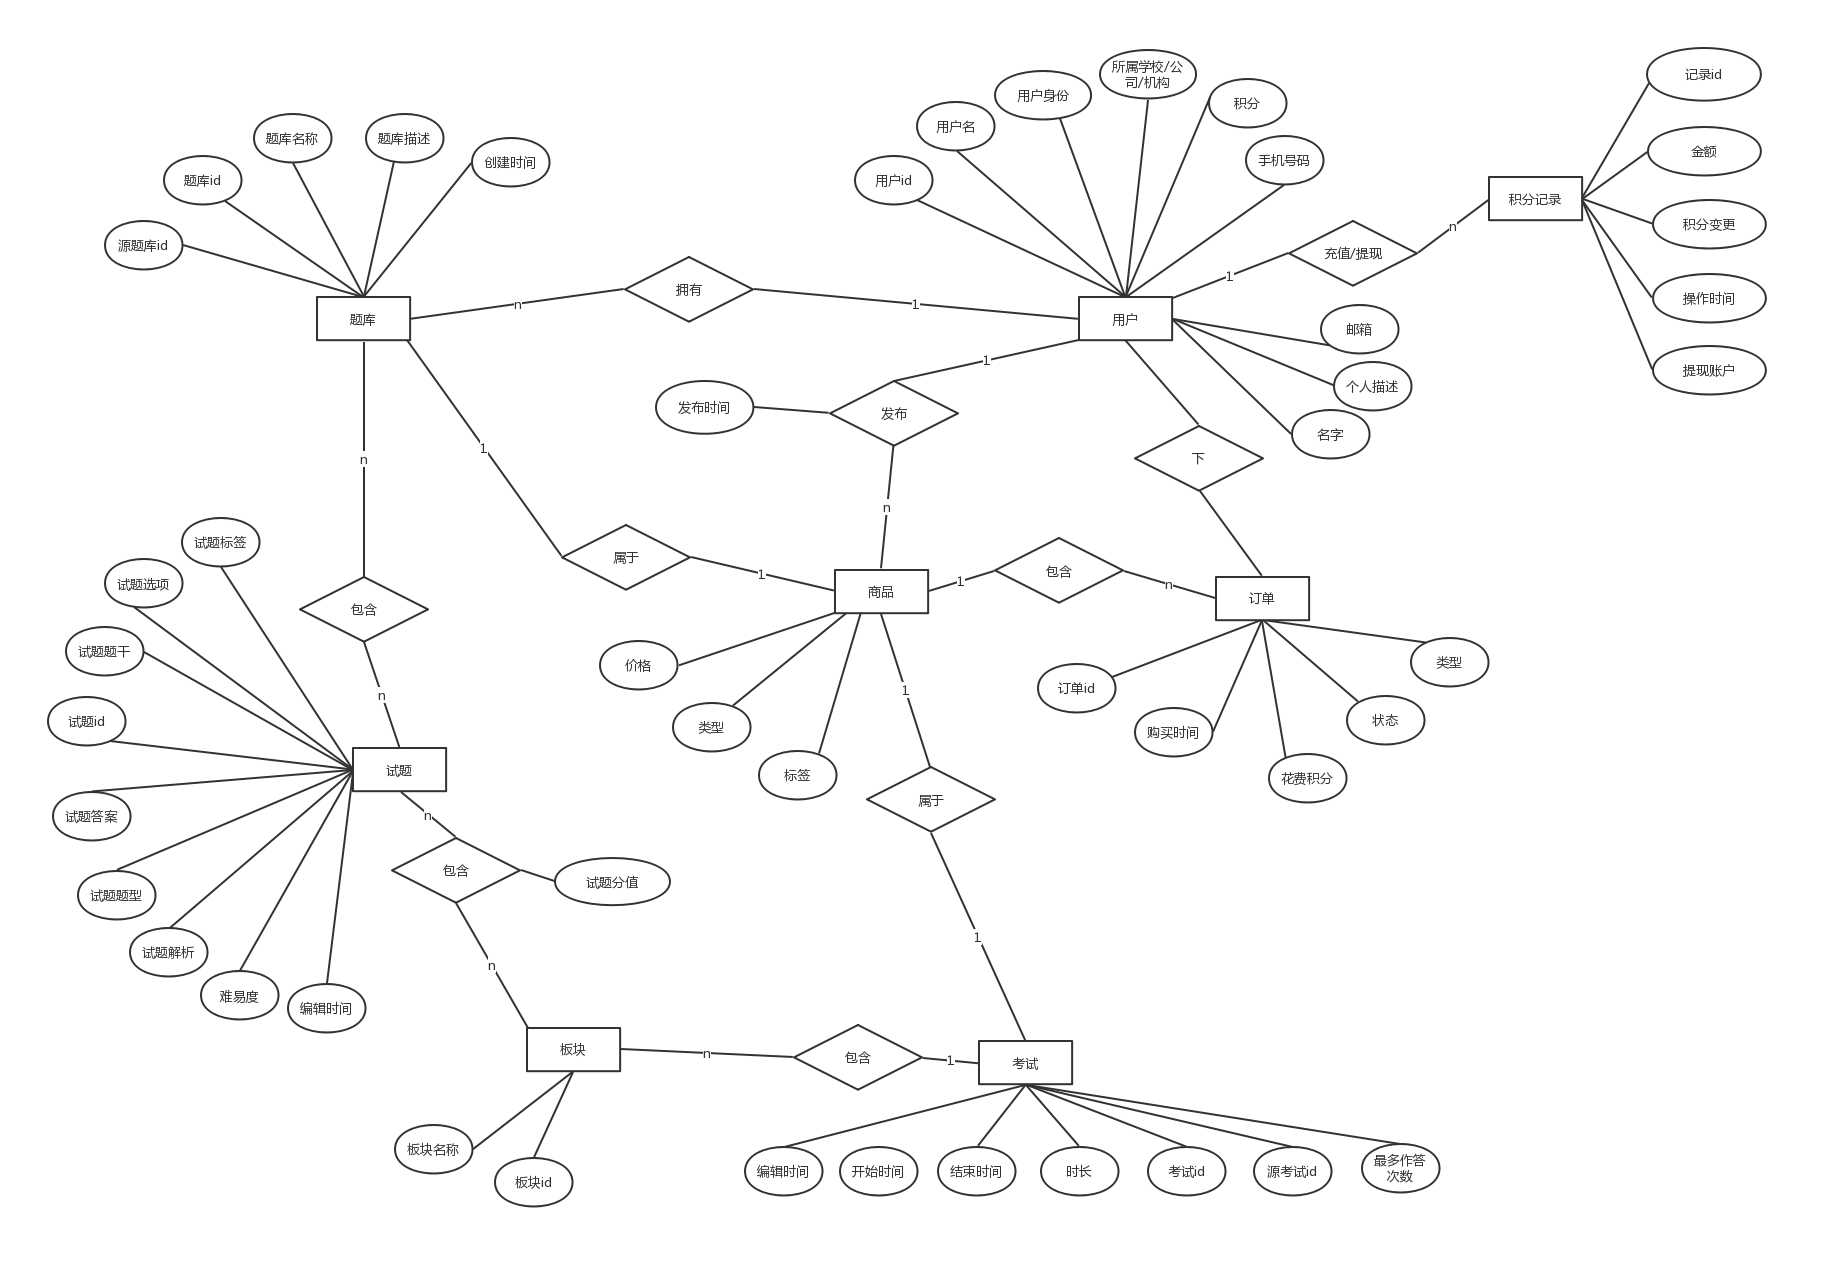 记录id
所属学校/公
司/机构
用户身份
积分
用户名
题库名称
题库描述
创建时间
金额
手机号码
题库id
用户id
积分记录
积分变更
n
源题库id
充值/提现
1
拥有
操作时间
n
1
题库
用户
邮箱
1
提现账户
个人描述
发布时间
发布
名字
1
n
下
n
试题标签
属于
1
包含
1
n
试题选项
商品
订单
包含
试题题干
价格
类型
订单id
1
n
试题id
类型
状态
购买时间
试题
标签
花费积分
属于
试题答案
n
包含
试题分值
试题题型
1
试题解析
n
难易度
编辑时间
板块
n
包含
1
考试
板块名称
板块id
编辑时间
开始时间
结束时间
时长
考试id
源考试id
最多作答
次数